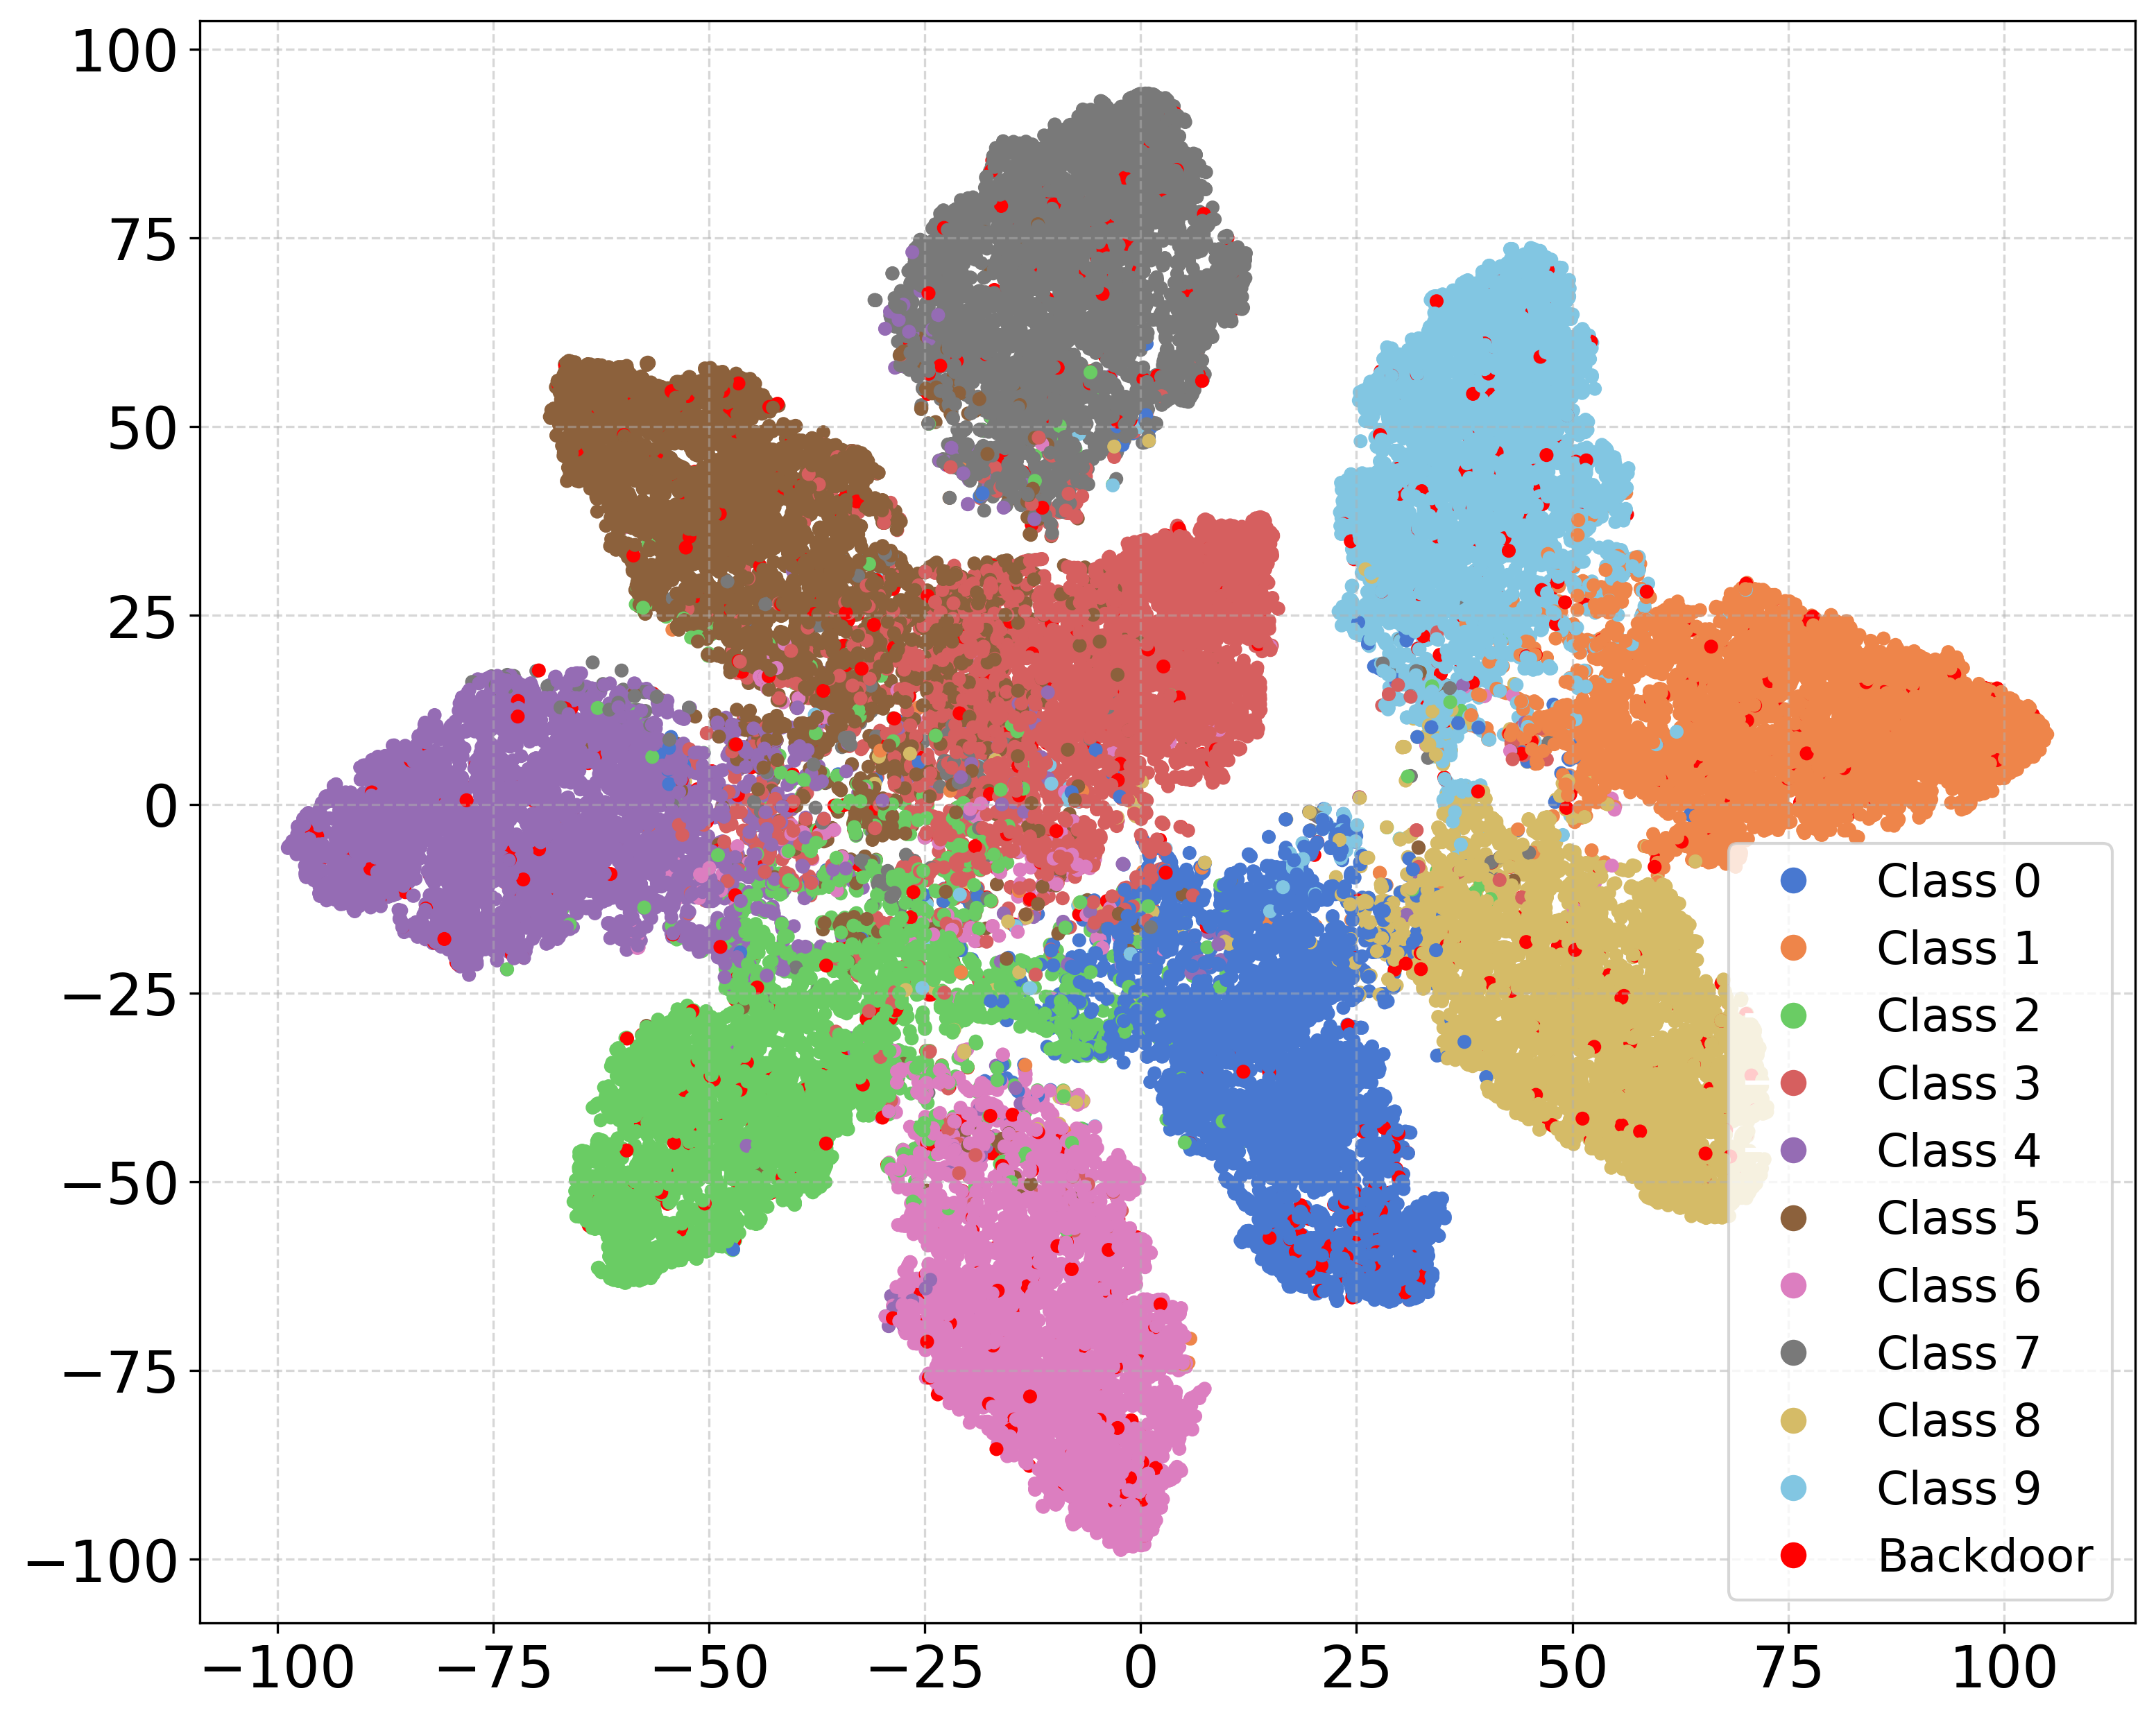 100
75
50
25
0
−25
−50
−75
−100
−100 −75 −50 −25 0 25 50 75 100
Class 0
Class 1
Class 2
Class 3
Class 4
Class 5
Class 6
Class 7
Class 8
Class 9
Backdoor